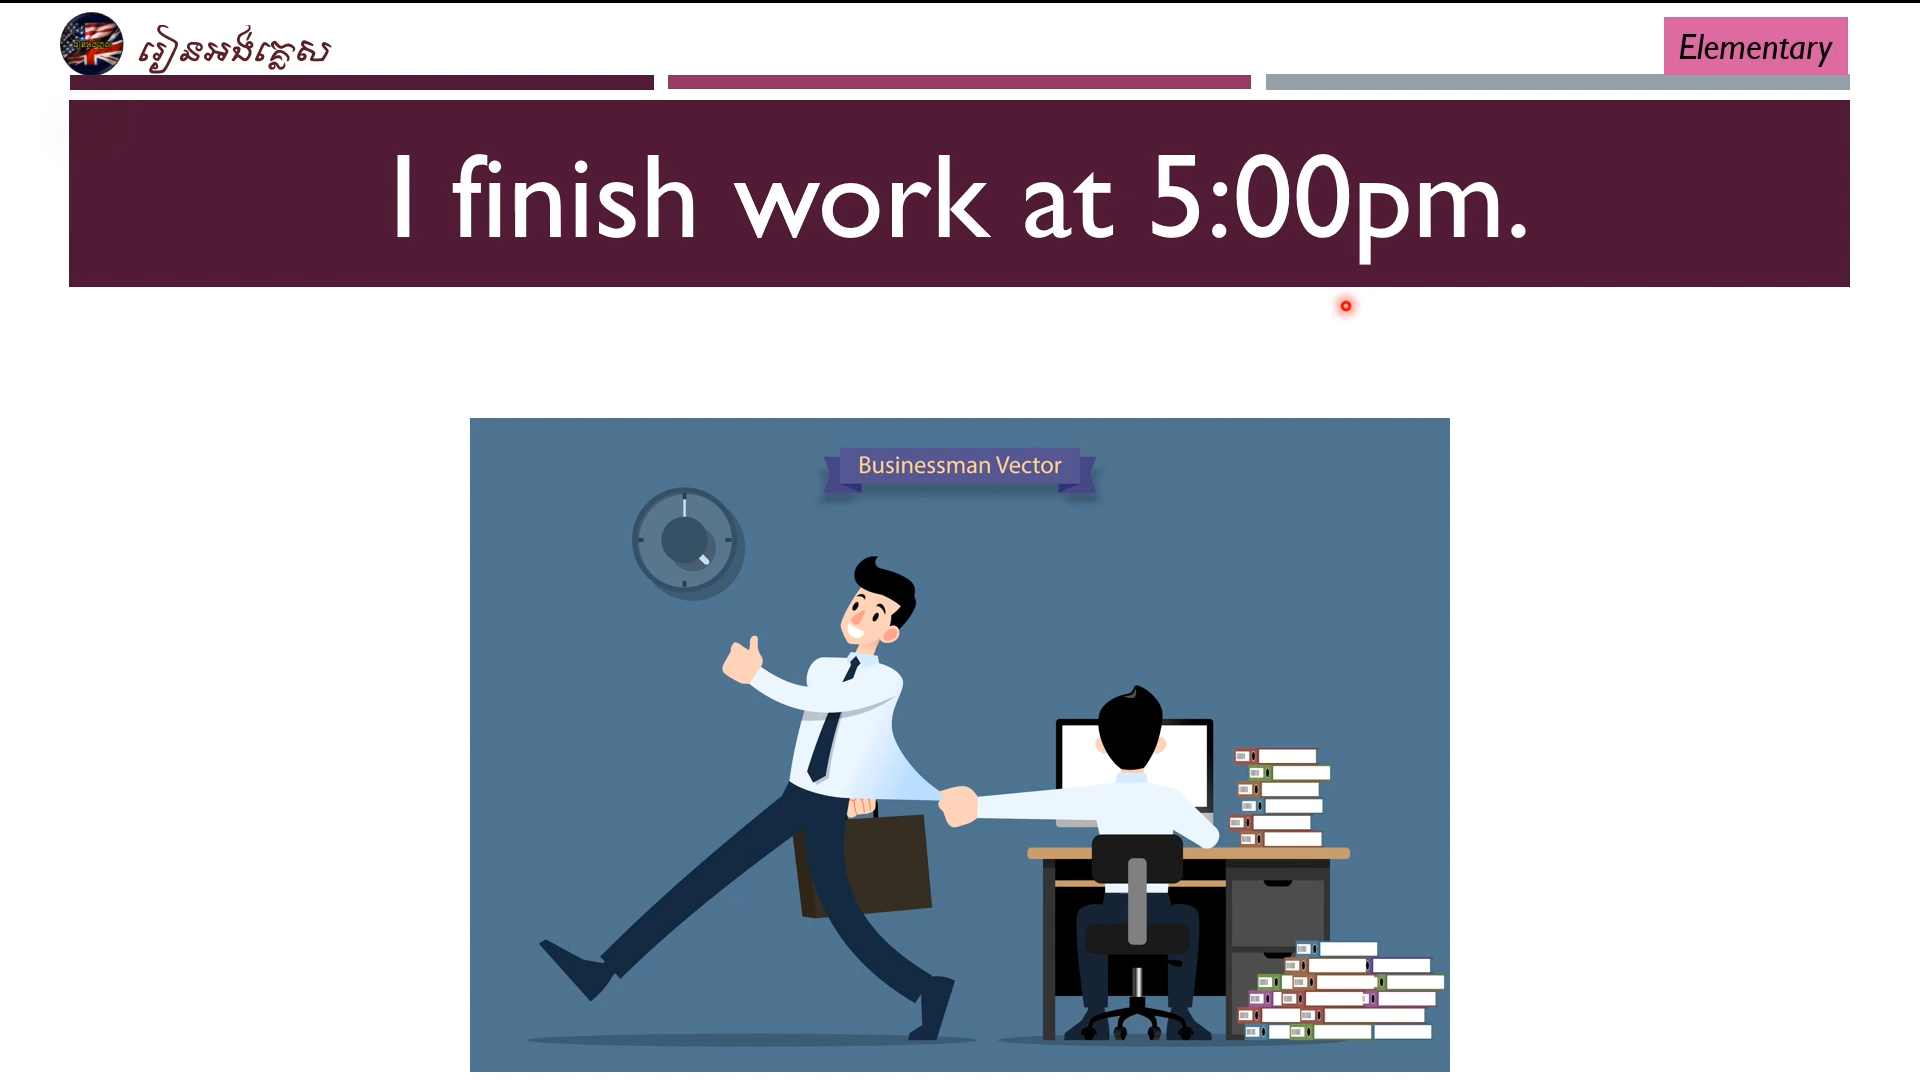 រៀនអង់គ្លេស
Elementary
I finish work at 5:00pm.
Businessman Vector